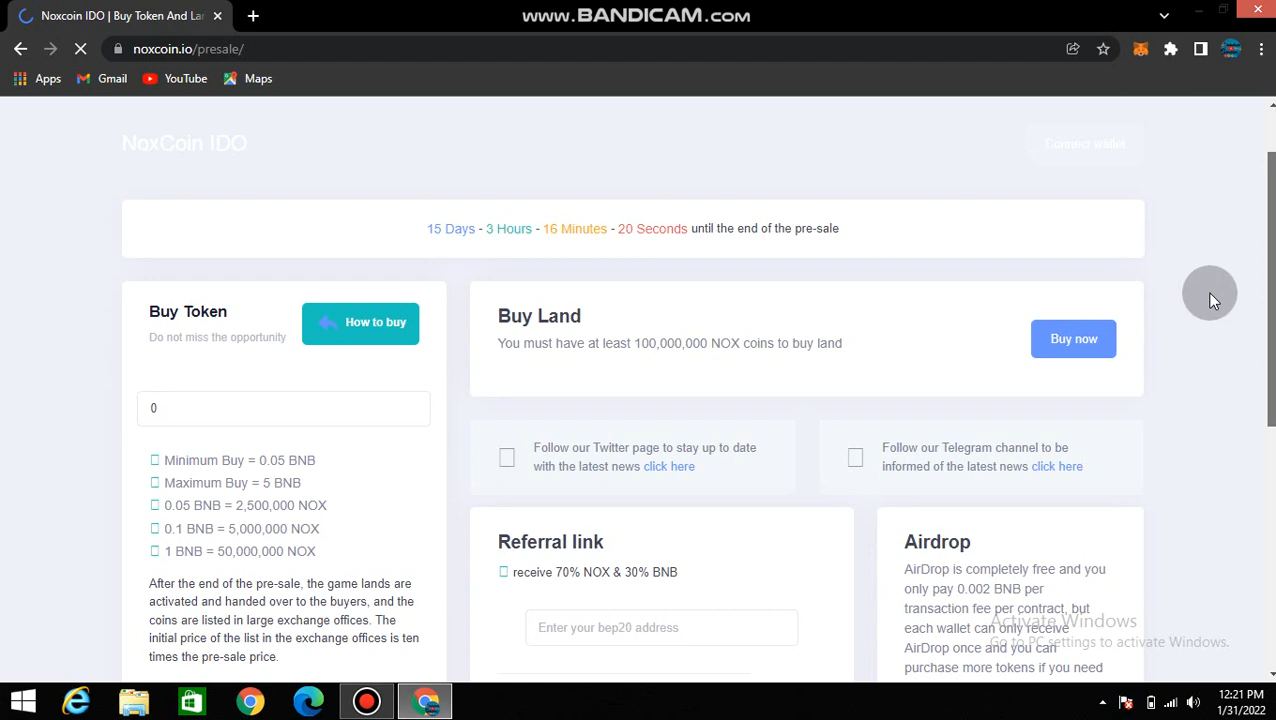 Noxcoin IDO | Buy Token And Lar
www.BANDICAM.com
noxcoin.io/presale/
Apps Gmail YouTube Maps
NoxCoin IDO
Connect wallet
15 Days - 3 Hours - 16 Minutes - 20 Seconds until the end of the pre-sale
Buy Token
Do not miss the opportunity
How to buy
0
Minimum Buy = 0.05 BNB
Maximum Buy = 5 BNB
0.05 BNB = 2,500,000 NOX
0.1 BNB = 5,000,000 NOX
1 BNB = 50,000,000 NOX
After the end of the pre-sale, the game lands are
activated and handed over to the buyers, and the
coins are listed in large exchange offices. The
initial price of the list in the exchange offices is ten
times the pre-sale price.
Buy Land
You must have at least 100,000,000 NOX coins to buy land
Buy now
Follow our Twitter page to stay up to date
with the latest news click here
Follow our Telegram channel to be
informed of the latest news click here
Referral link
receive 70% NOX & 30% BNB
Enter your bep20 address
Airdrop
AirDrop is completely free and you
only pay 0.002 BNB per
transaction fee per contract, but
each wallet can only receive
AirDrop once and you can
purchase more tokens if you need
Activate Windows
Go to PC settings to activate Windows.
12:21 PM
1/31/2022